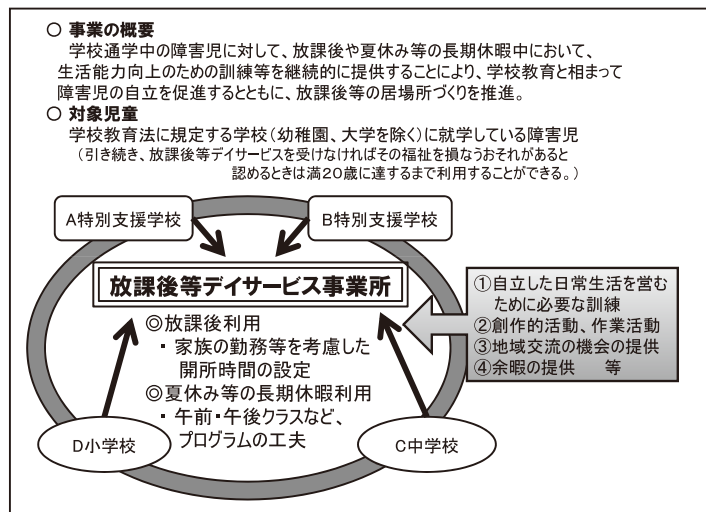 ○ 事業の概要
学校通学中の障害児に対して、放課後や夏休み等の長期休暇中において、
生活能力向上のための訓練等を継続的に提供することにより、学校教育と相まって
障害児の自立を促進するとともに、放課後等の居場所づくりを推進。
○ 対象児童
学校教育法に規定する学校(幼稚園、大学を除く)に就学している障害児
(引き続き、放課後等デイサービスを受けなければその福祉を損なうおそれがあると
認めるときは満20歳に達するまで利用することができる。)
A特別支援学校
B特別支援学校
放課後等デイサービス事業所
◎放課後利用
・ 家族の勤務等を考慮した
開所時間の設定
◎夏休み等の長期休暇利用
・ 午前・午後クラスなど、
プログラムの工夫
①自立した日常生活を営む
ために必要な訓練
②創作的活動、作業活動
③地域交流の機会の提供
④余暇の提供 等
D小学校
C中学校